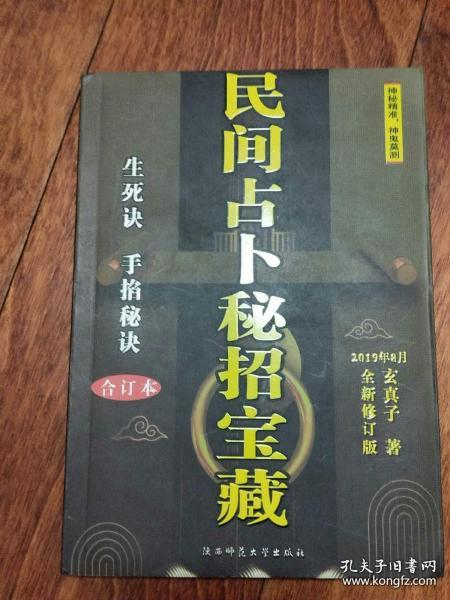 神秘精准，神鬼莫测
民间占卜秘招宝藏
生死诀 手掐秘诀
合订本
2019年8月
全新修订版
玄真子 著
陕西师范大学出版社
孔夫子旧书网
www.kongfz.com